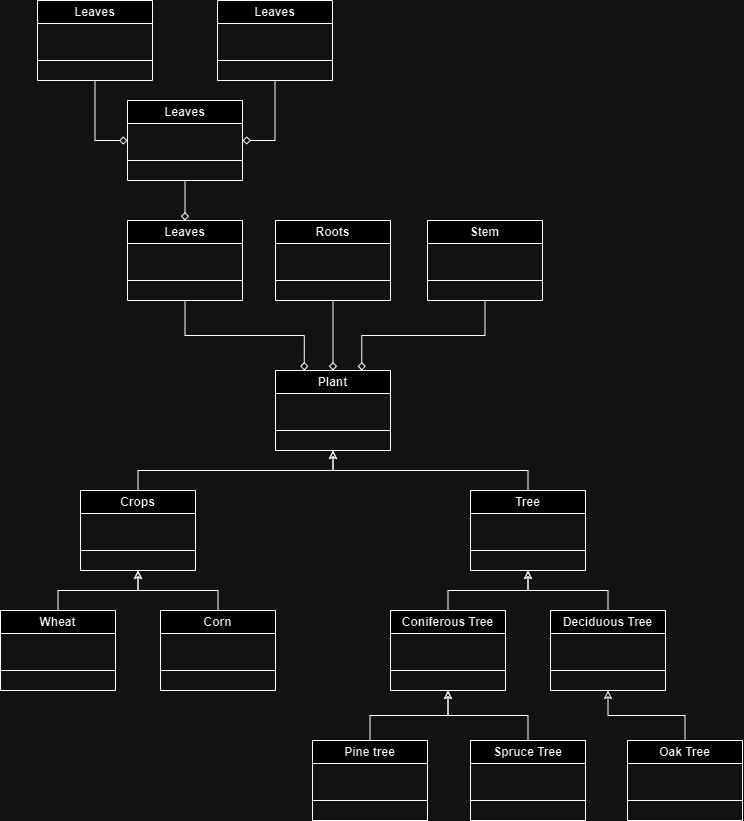 Leaves
Leaves
Leaves
Leaves
Roots
Stem
Plant
Crops
Tree
Wheat
Corn
Coniferous Tree
Deciduous Tree
Pine tree
Spruce Tree
Oak Tree